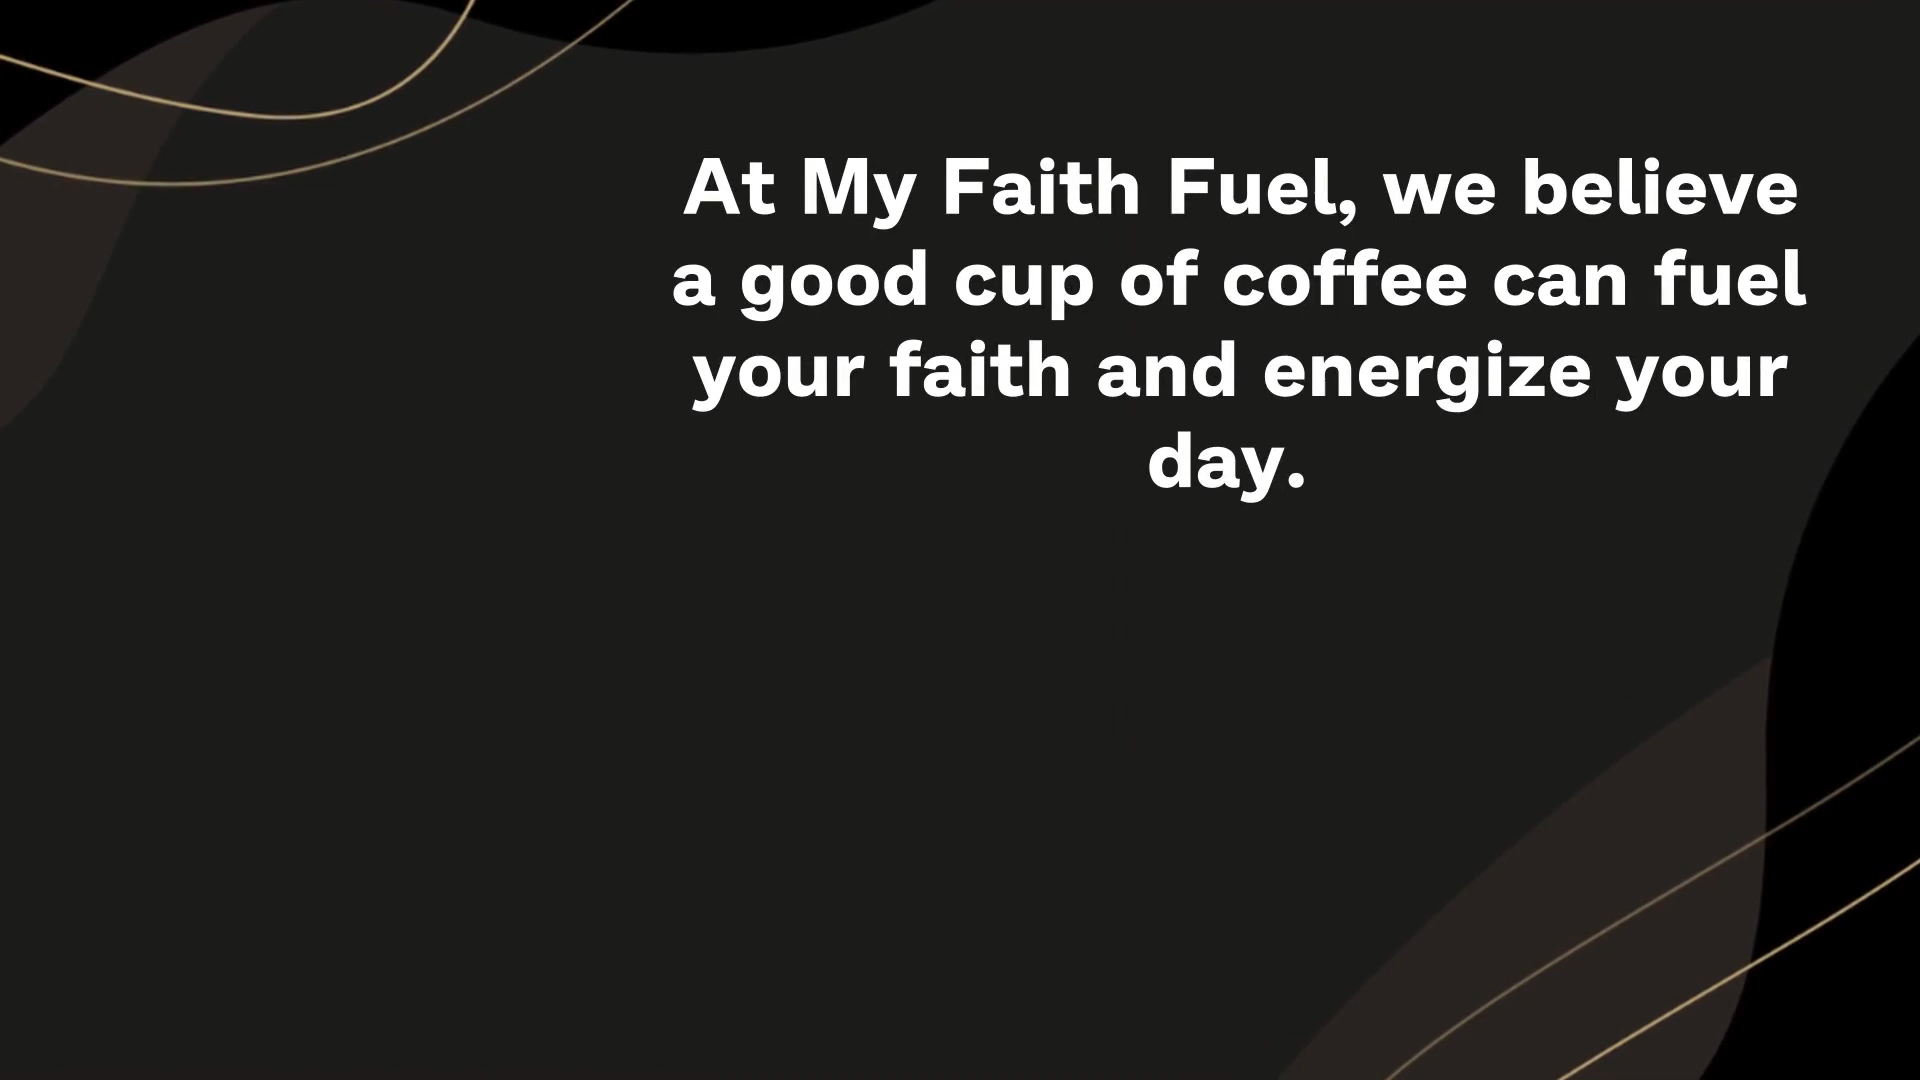 At My Faith Fuel, we believe
a good cup of coffee can fuel
your faith and energize your
day.